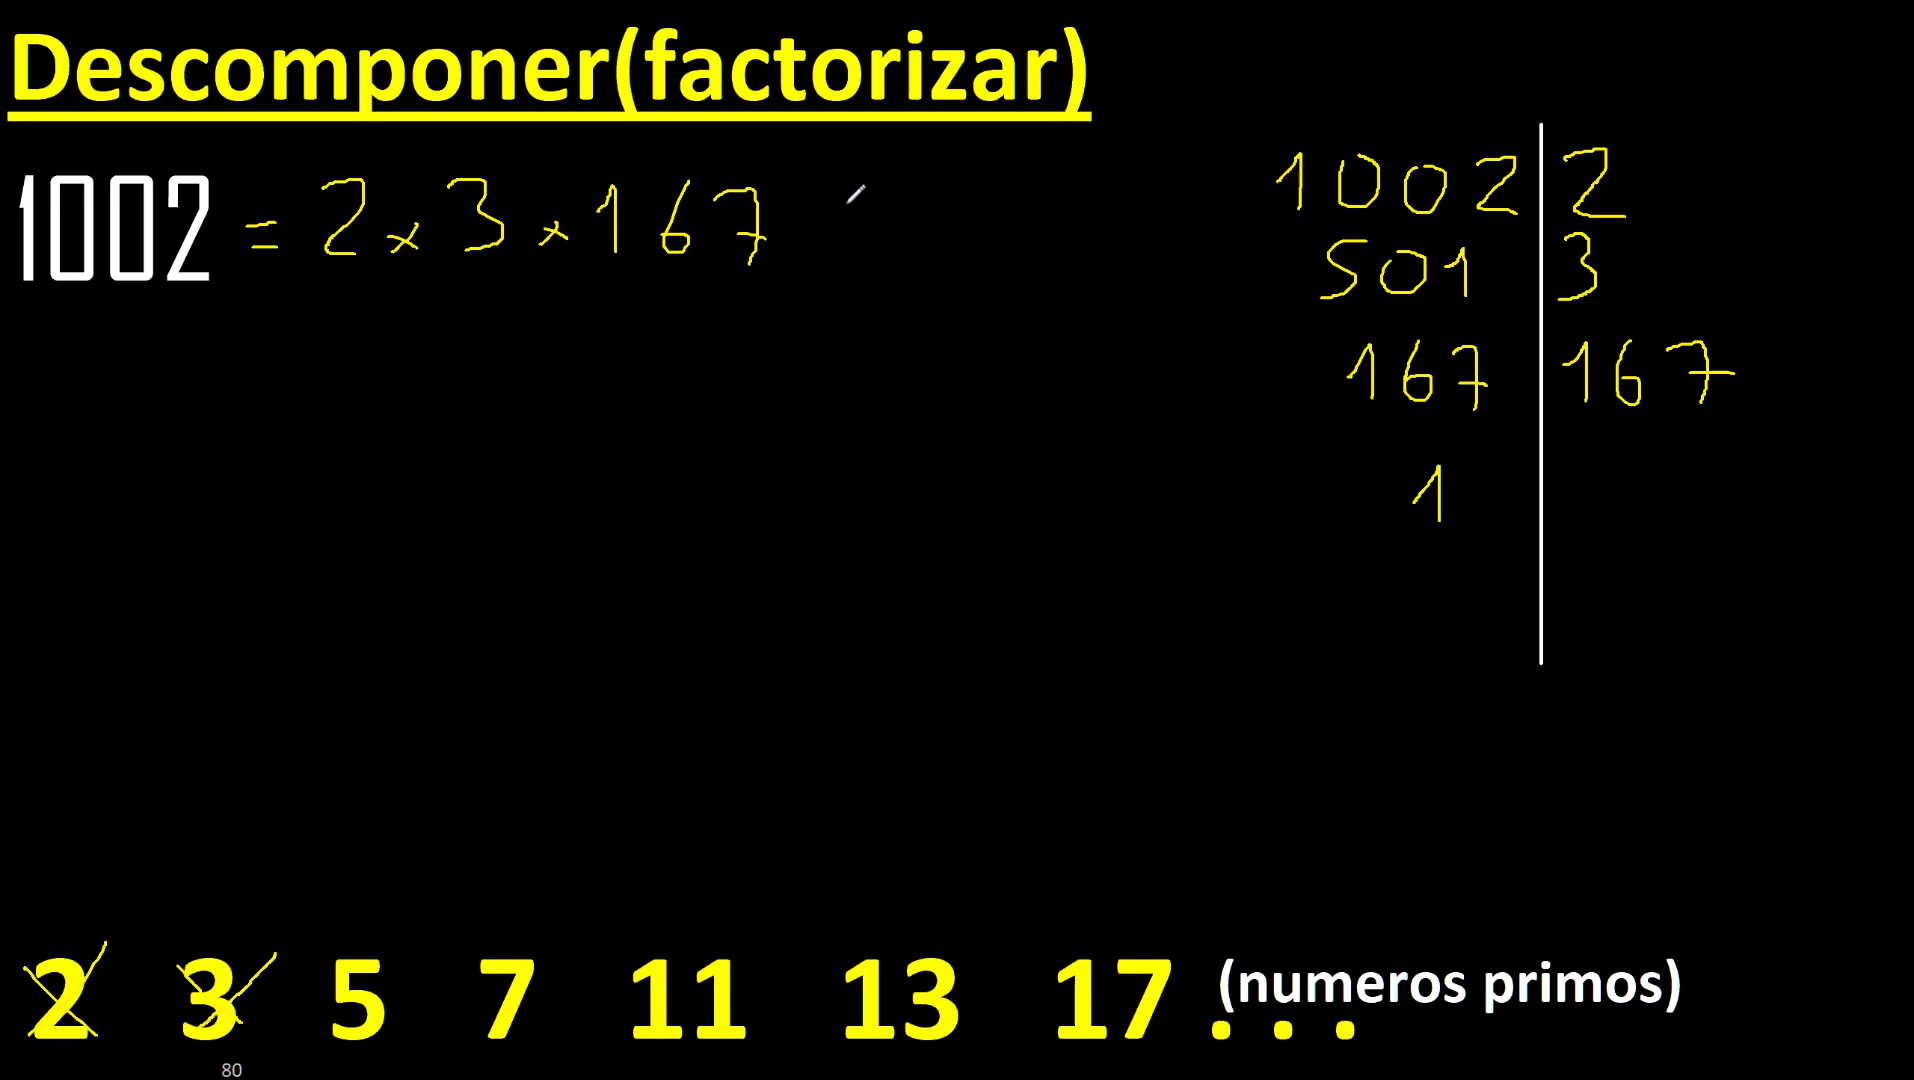 Descomponer(factorizar)
1002 = 2 x 3 x 167
1002 2
501 3
167 167
1
2 3 5 7 11 13 17 . . . (numeros primos)
80